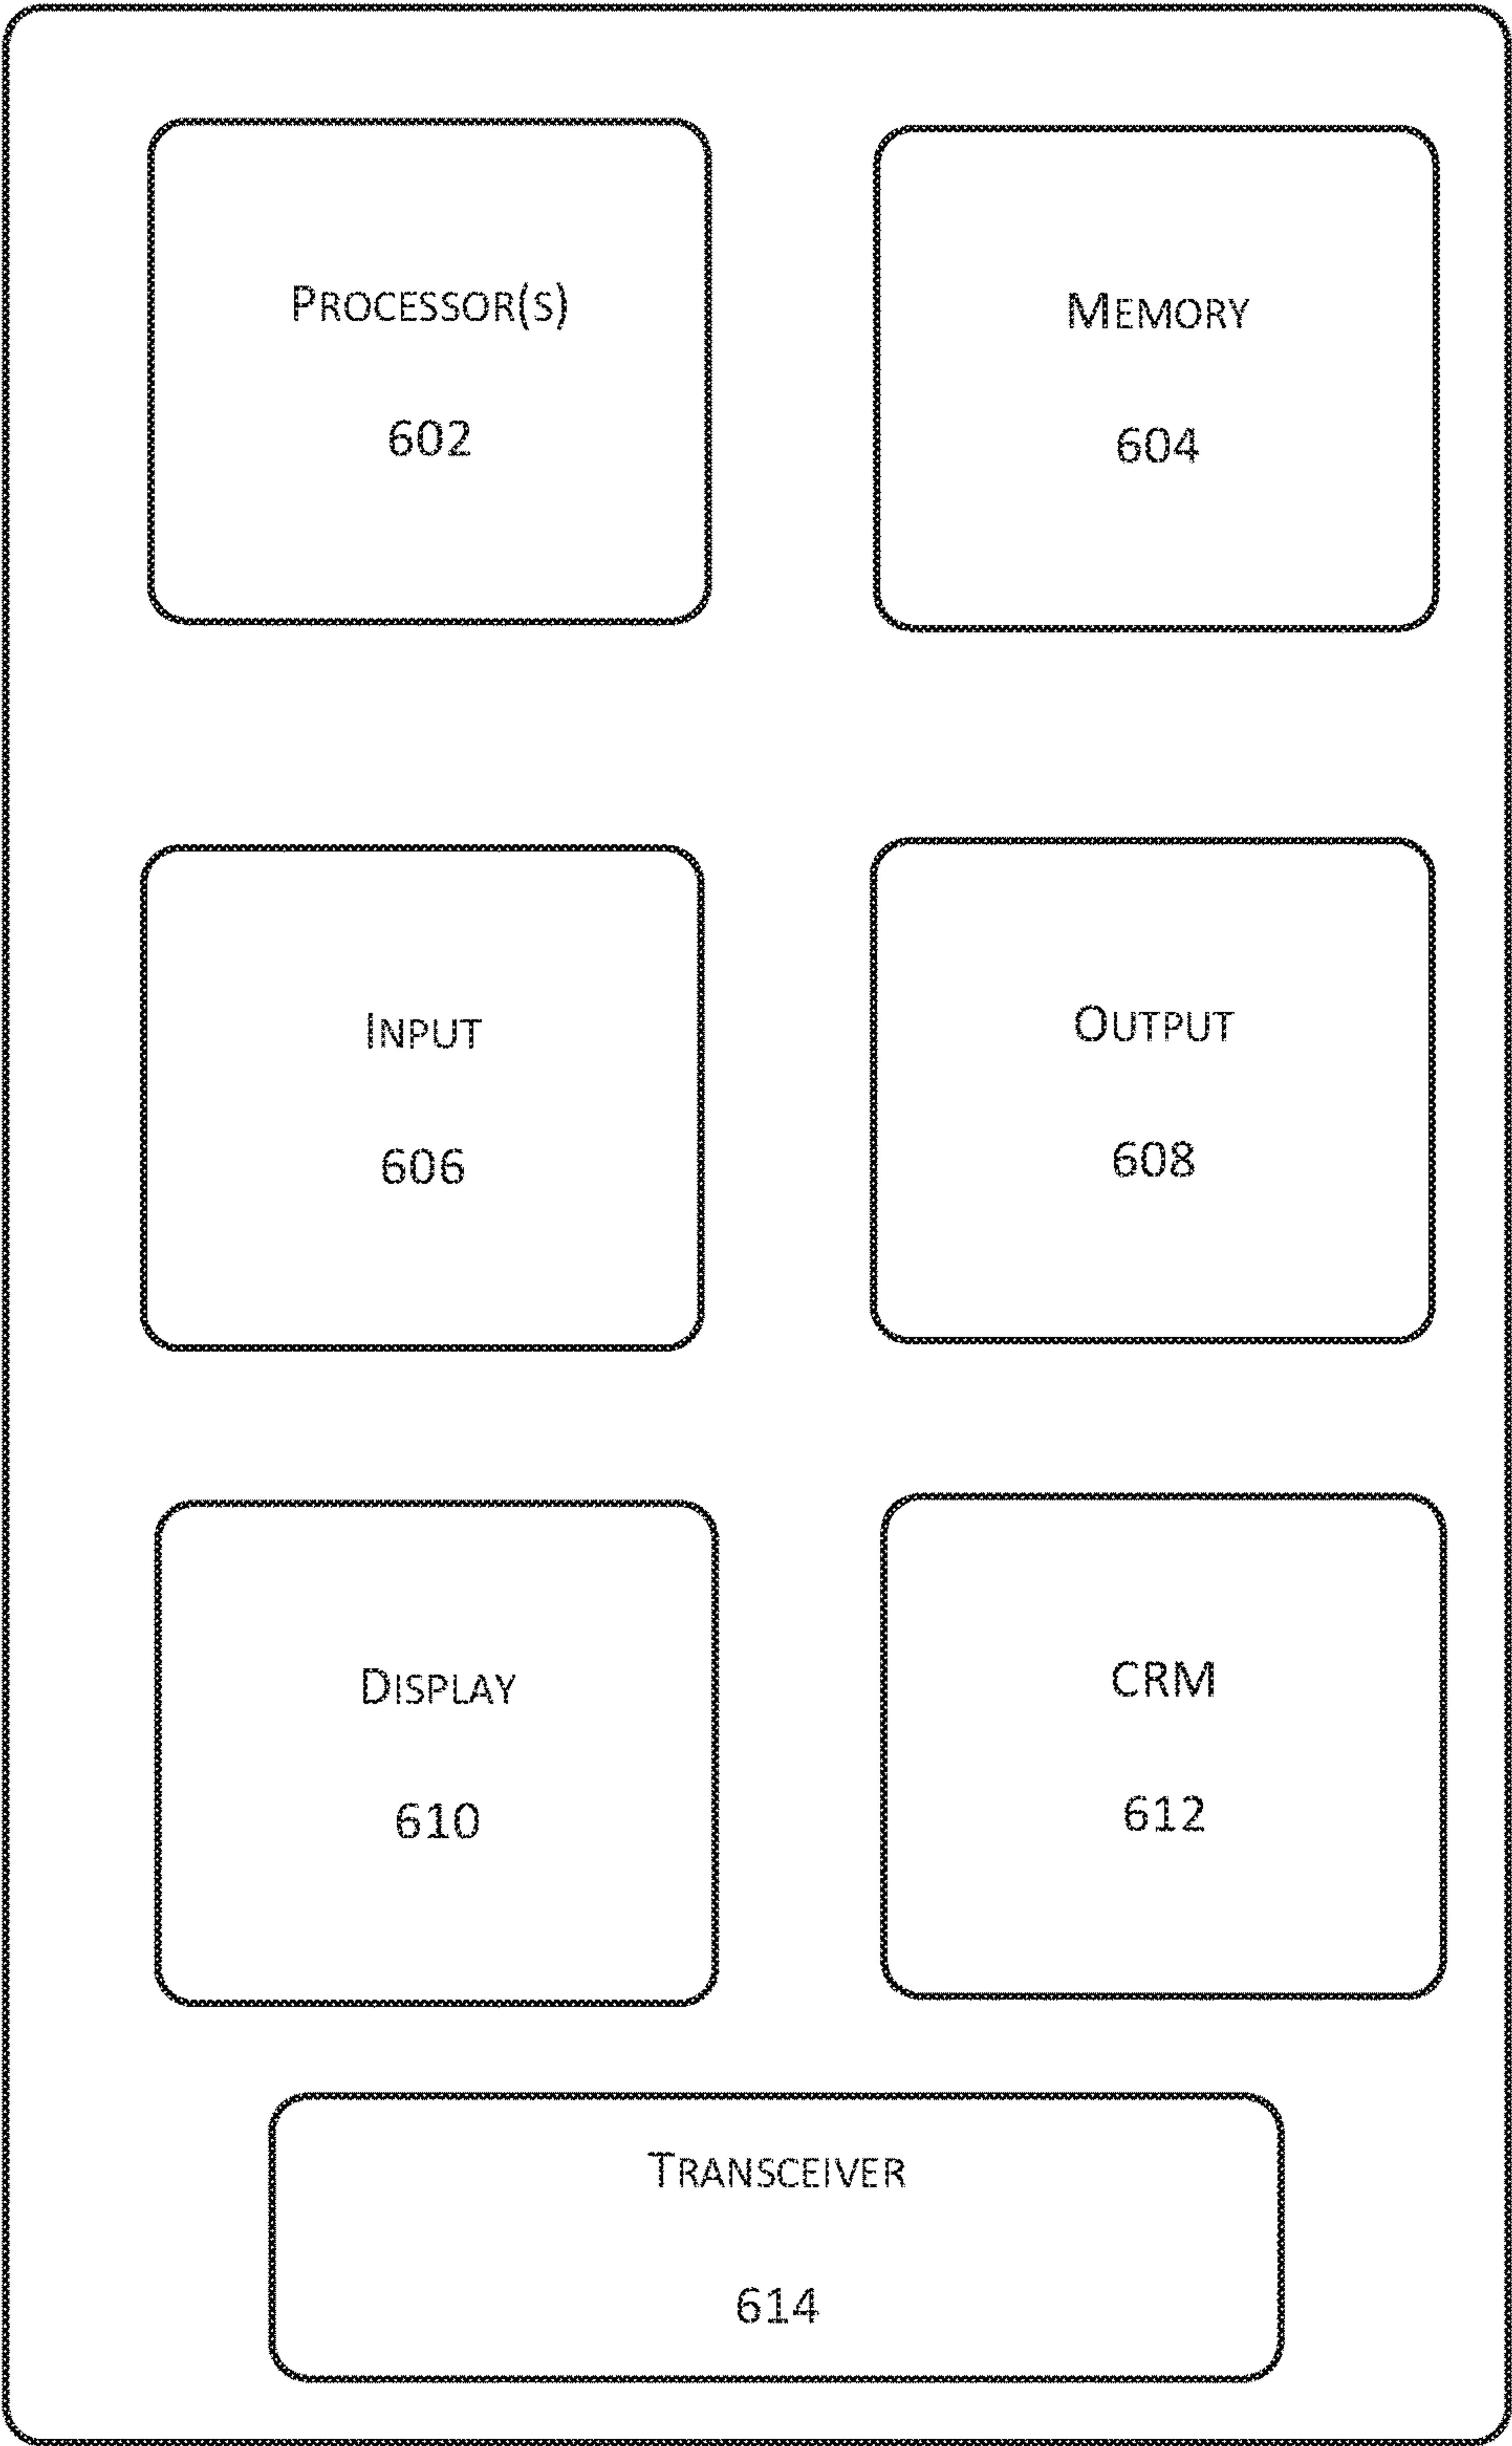 PROCESSOR(S)
602
MEMORY
604
INPUT
606
OUTPUT
608
DISPLAY
610
CRM
612
TRANSCEIVER
614